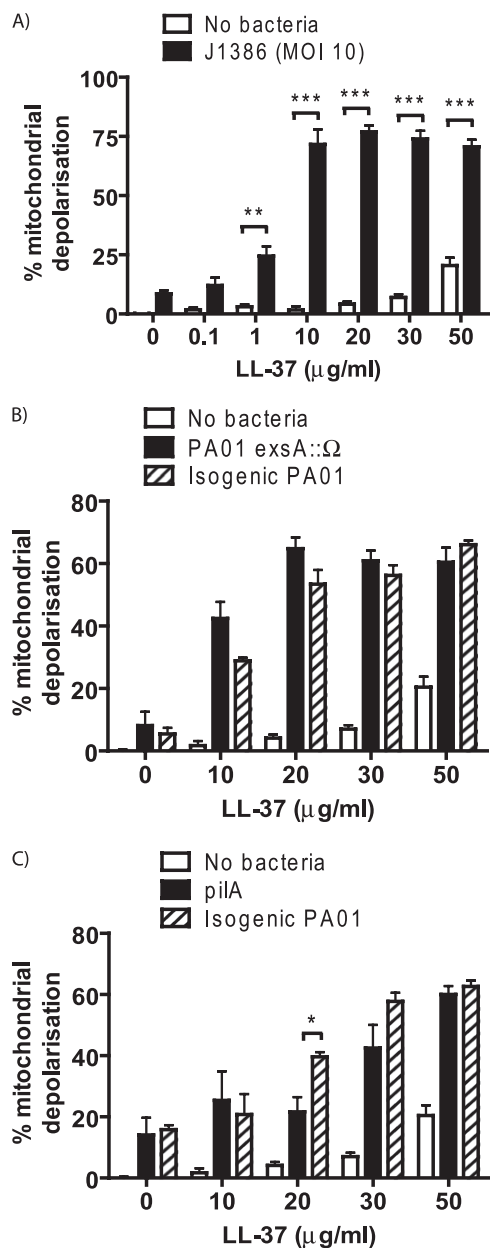 A)
No bacteria
J1386 (MOI 10)
% mitochondrial
depolarisation
100
75
50
25
0
*** *** *** ***
**
0 0.1 1 10 20 30 50
LL-37 (μg/ml)
B)
No bacteria
PA01 exsA::Ω
Isogenic PA01
% mitochondrial
depolarisation
80
60
40
20
0
0 10 20 30 50
LL-37 (μg/ml)
C)
No bacteria
pilA
Isogenic PA01
% mitochondrial
depolarisation
80
60
40
20
0
*
0 10 20 30 50
LL-37 (μg/ml)